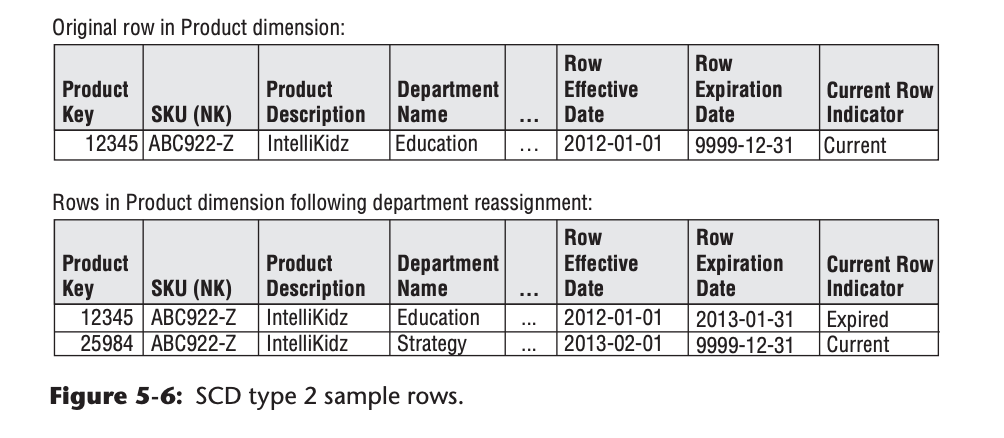 Original row in Product dimension:
Product Key SKU (NK) Product Description Department Name ... Row Effective Date Row Expiration Date Current Row Indicator
12345 ABC922-Z IntelliKidz Education ... 2012-01-01 9999-12-31 Current
Rows in Product dimension following department reassignment:
Product Key SKU (NK) Product Description Department Name ... Row Effective Date Row Expiration Date Current Row Indicator
12345 ABC922-Z IntelliKidz Education ... 2012-01-01 2013-01-31 Expired
25984 ABC922-Z IntelliKidz Strategy ... 2013-02-01 9999-12-31 Current
Figure 5-6: SCD type 2 sample rows.